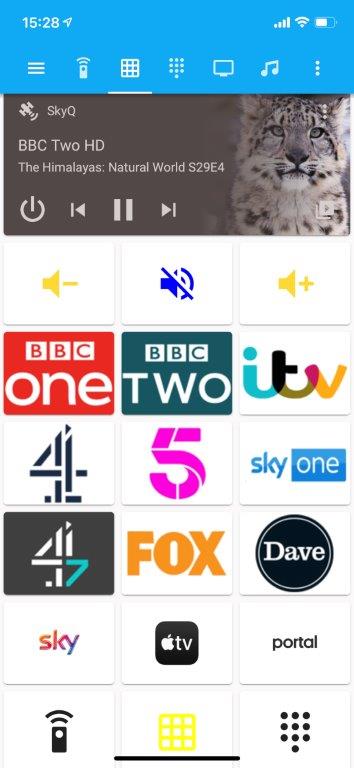 15:28
SkyQ
BBC Two HD
The Himalayas: Natural World S29E4
BBC one
BBC TWO
itv
4
5
sky one
4 7
FOX
Dave
sky
tv
portal